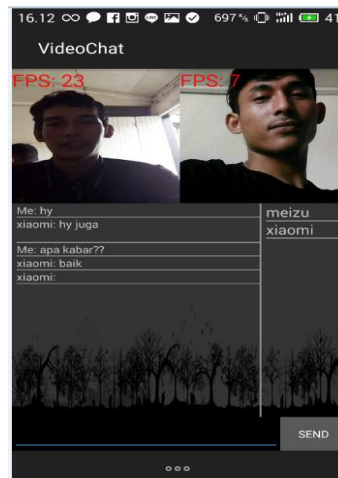 16.12 697% 41
VideoChat
FPS: 23 FPS: 7
Me: hy
xiaomi: hy juga
Me: apa kabar??
xiaomi: baik
xiaomi:
meizu
xiaomi
SEND